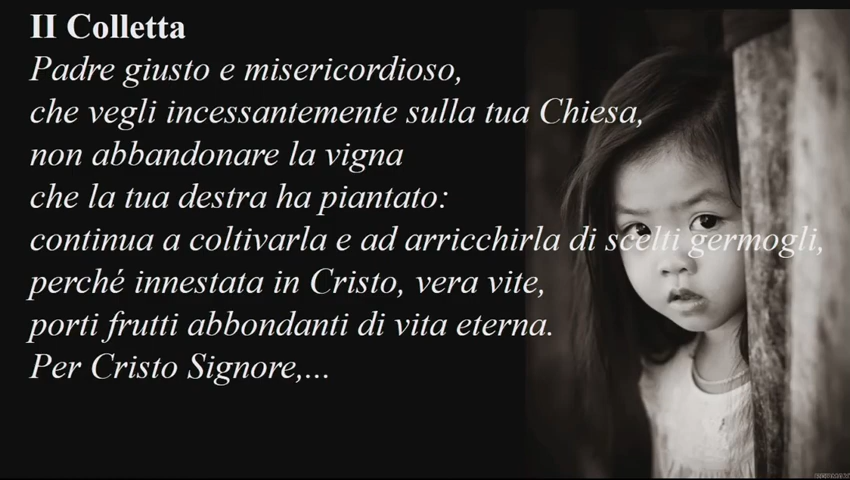 II Colletta
Padre giusto e misericordioso,
che vegli incessantemente sulla tua Chiesa,
non abbandonare la vigna
che la tua destra ha piantato:
continua a coltivarla e ad arricchirla di scelti germogli,
perché innestata in Cristo, vera vite,
porti frutti abbondanti di vita eterna.
Per Cristo Signore,...